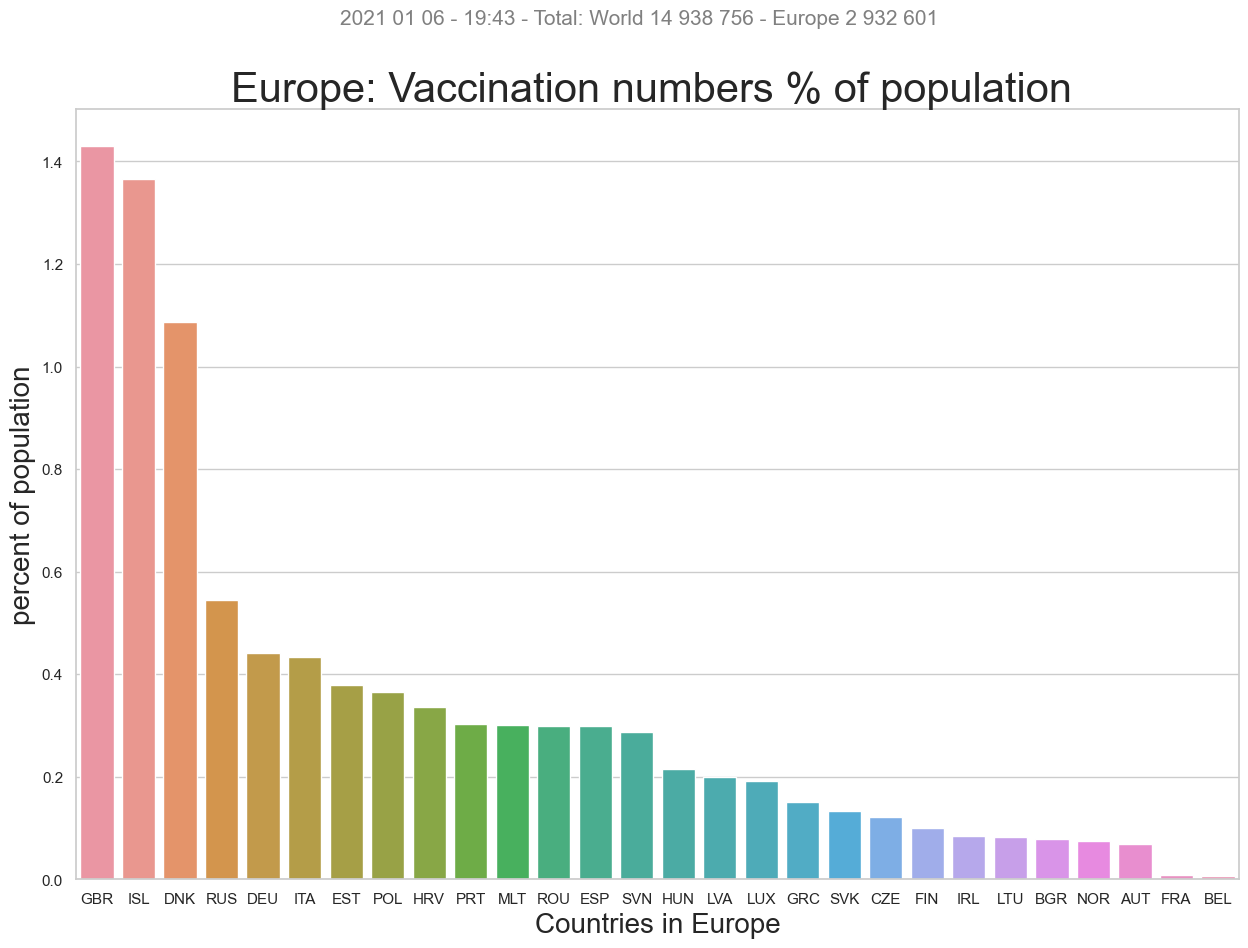 2021 01 06 - 19:43 - Total: World 14 938 756 - Europe 2 932 601
Europe: Vaccination numbers % of population
1.4
1.2
1.0
0.8
0.6
0.4
0.2
0.0
percent of population
GBR ISL DNK RUS DEU ITA EST POL HRV PRT MLT ROU ESP SVN HUN LVA LUX GRC SVK CZE FIN IRL LTU BGR NOR AUT FRA BEL
Countries in Europe